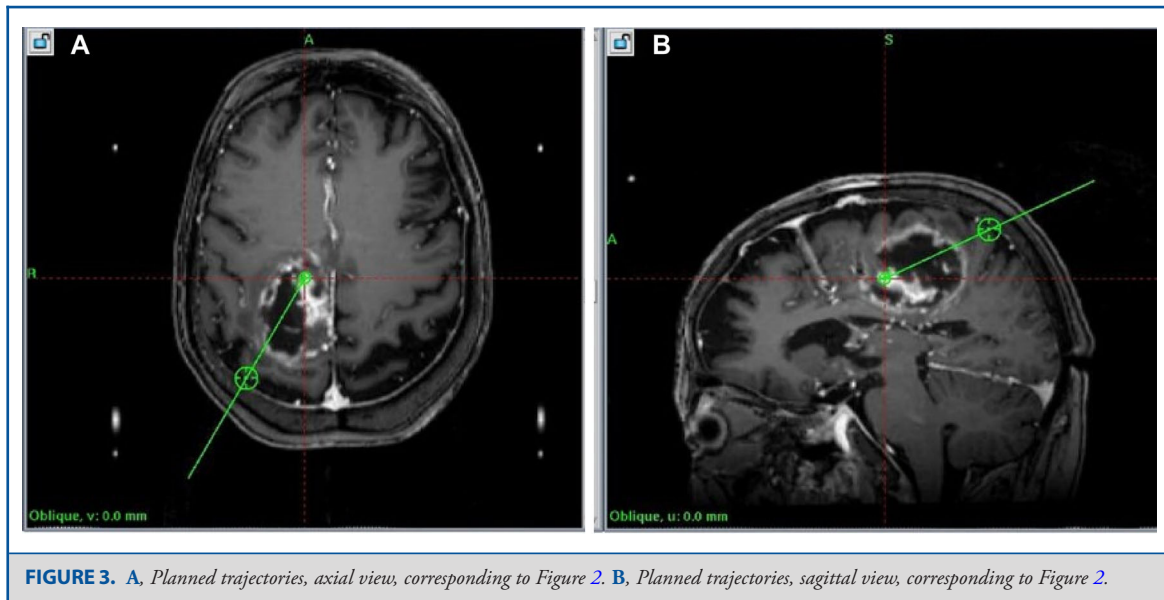 A
A
R
Oblique, v: 0.0 mm
B
S
A
Oblique, u: 0.0 mm
FIGURE 3. A, Planned trajectories, axial view, corresponding to Figure 2. B, Planned trajectories, sagittal view, corresponding to Figure 2.